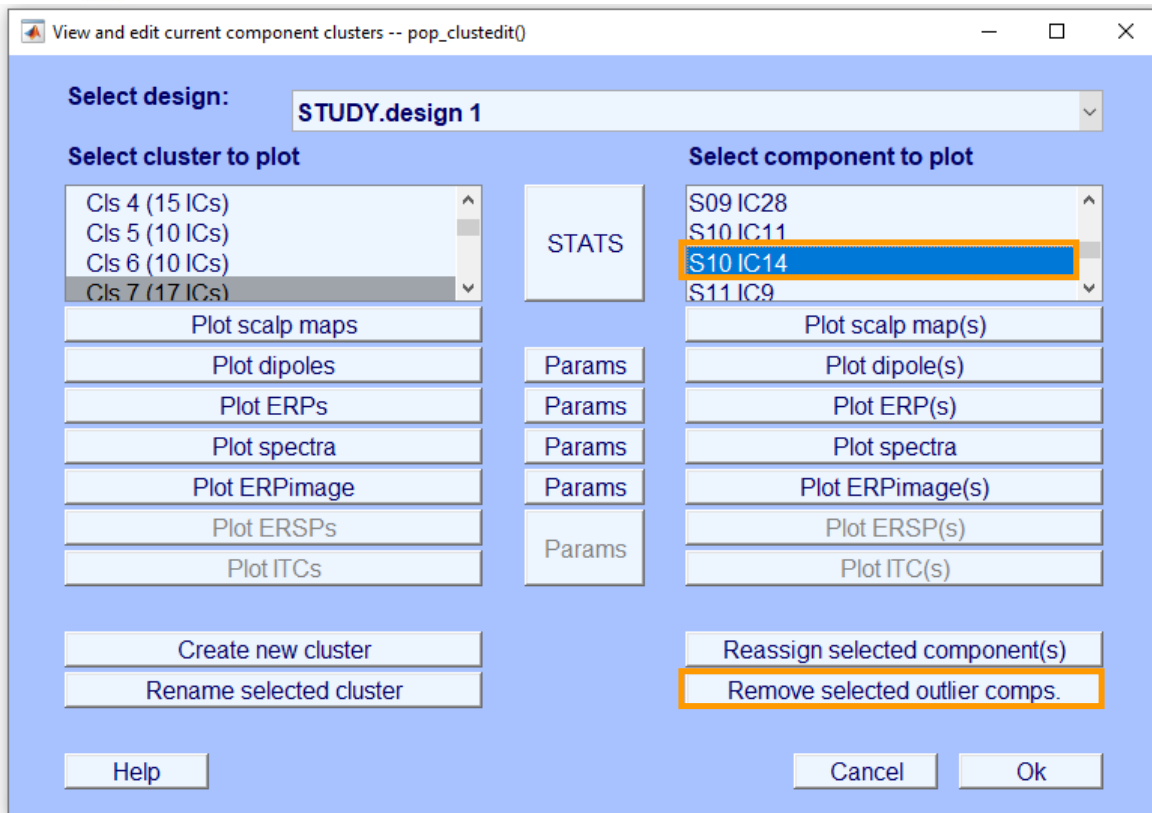 View and edit current component clusters -- pop_clustedit()
Select design:
STUDY.design 1
Select cluster to plot
Select component to plot
Cls 4 (15 ICs)
Cls 5 (10 ICs)
Cls 6 (10 ICs)
Cls 7 (17 ICs)
STATS
S09 IC28
S10 IC11
S10 IC14
S11 IC9
Plot scalp maps
Plot scalp map(s)
Plot dipoles
Params
Plot dipole(s)
Plot ERPs
Params
Plot ERP(s)
Plot spectra
Params
Plot spectra
Plot ERPimage
Params
Plot ERPimage(s)
Plot ERSPs
Params
Plot ERSP(s)
Plot ITCs
Plot ITC(s)
Create new cluster
Reassign selected component(s)
Rename selected cluster
Remove selected outlier comps.
Help
Cancel
Ok